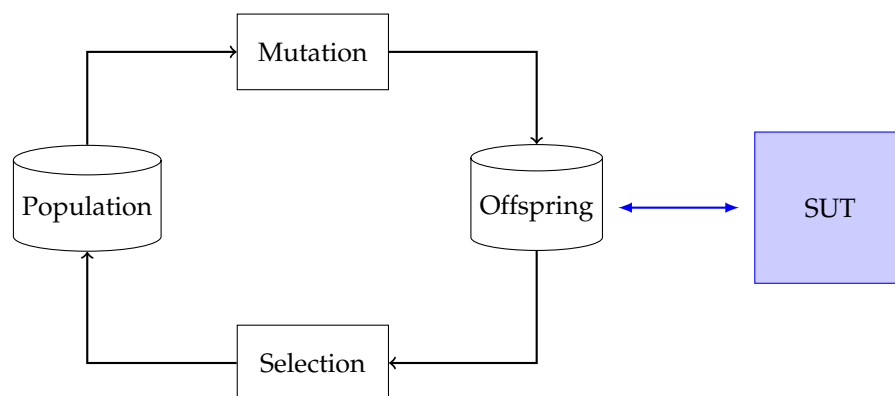 Mutation
Population
Offspring
SUT
Selection